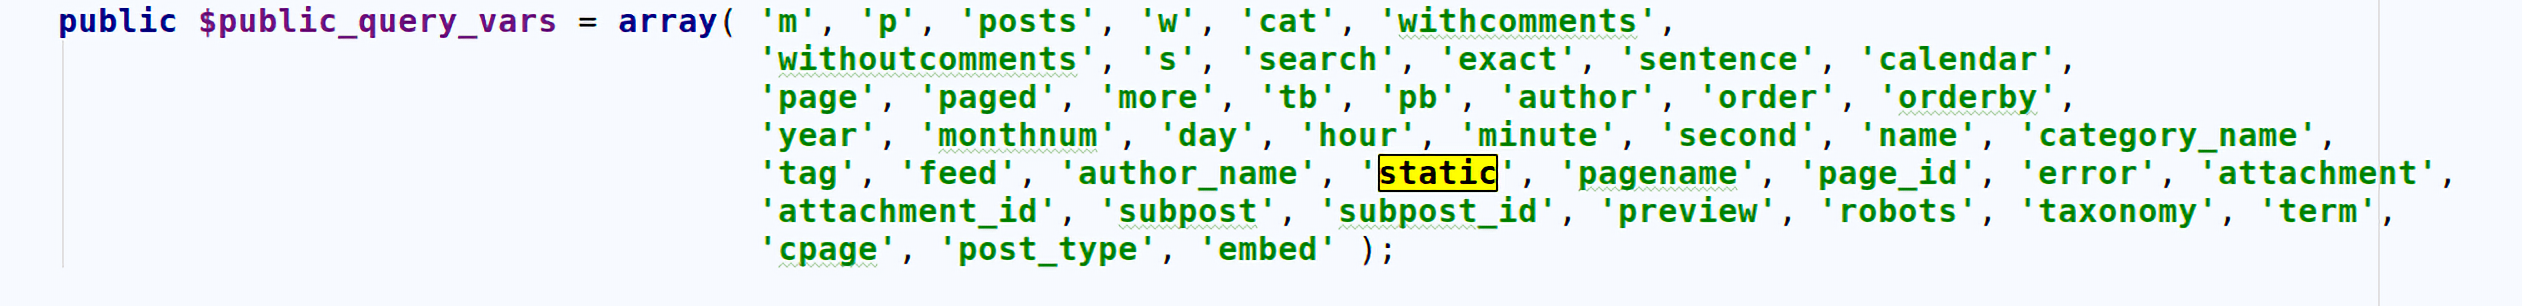 public $public_query_vars = array( 'm', 'p', 'posts', 'w', 'cat', 'withcomments',
'withoutcomments', 's', 'search', 'exact', 'sentence', 'calendar',
'page', 'paged', 'more', 'tb', 'pb', 'author', 'order', 'orderby',
'year', 'monthnum', 'day', 'hour', 'minute', 'second', 'name', 'category_name',
'tag', 'feed', 'author_name', 'static', 'pagename', 'page_id', 'error', 'attachment',
'attachment_id', 'subpost', 'subpost_id', 'preview', 'robots', 'taxonomy', 'term',
'cpage', 'post_type', 'embed' );